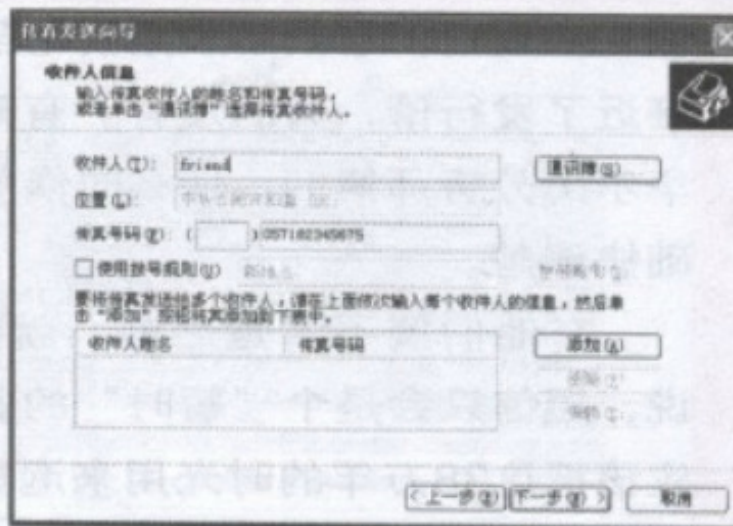 传真发送向导
收件人信息
输入传真收件人的姓名和传真号码，
或者单击“通讯簿”选择传真收件人。
收件人(T): friend 通讯簿(S)...
位置(L):
传真号码(F): ( ) 057182345675
使用拨号规则(U)
要将传真发送给多个收件人，请在上面依次输入每个收件人的信息，然后单
击“添加”按钮将其添加到下表中。
收件人姓名 传真号码 添加(A)
<上一步(B) 下一步(N)> 取消